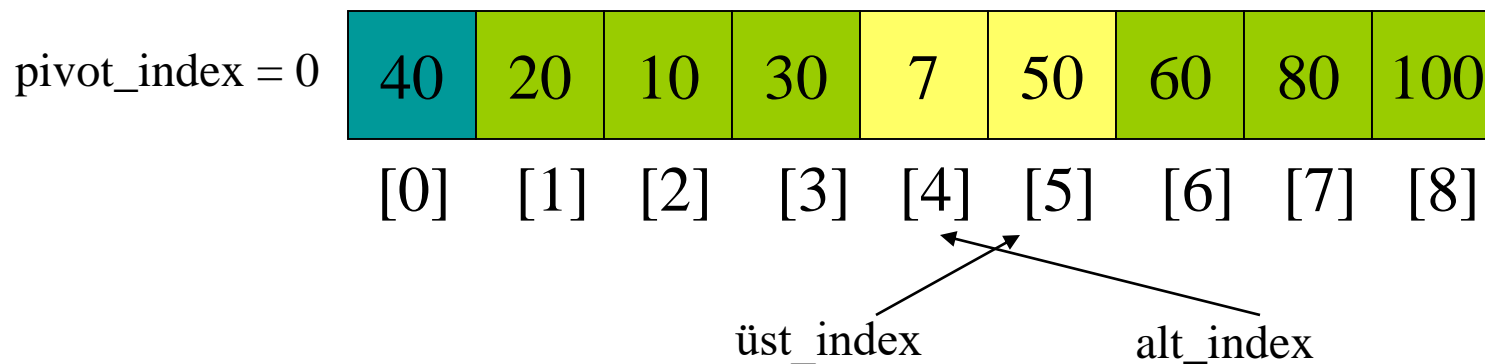 pivot_index = 0 40 20 10 30 7 50 60 80 100
[0] [1] [2] [3] [4] [5] [6] [7] [8]
üst_index alt_index